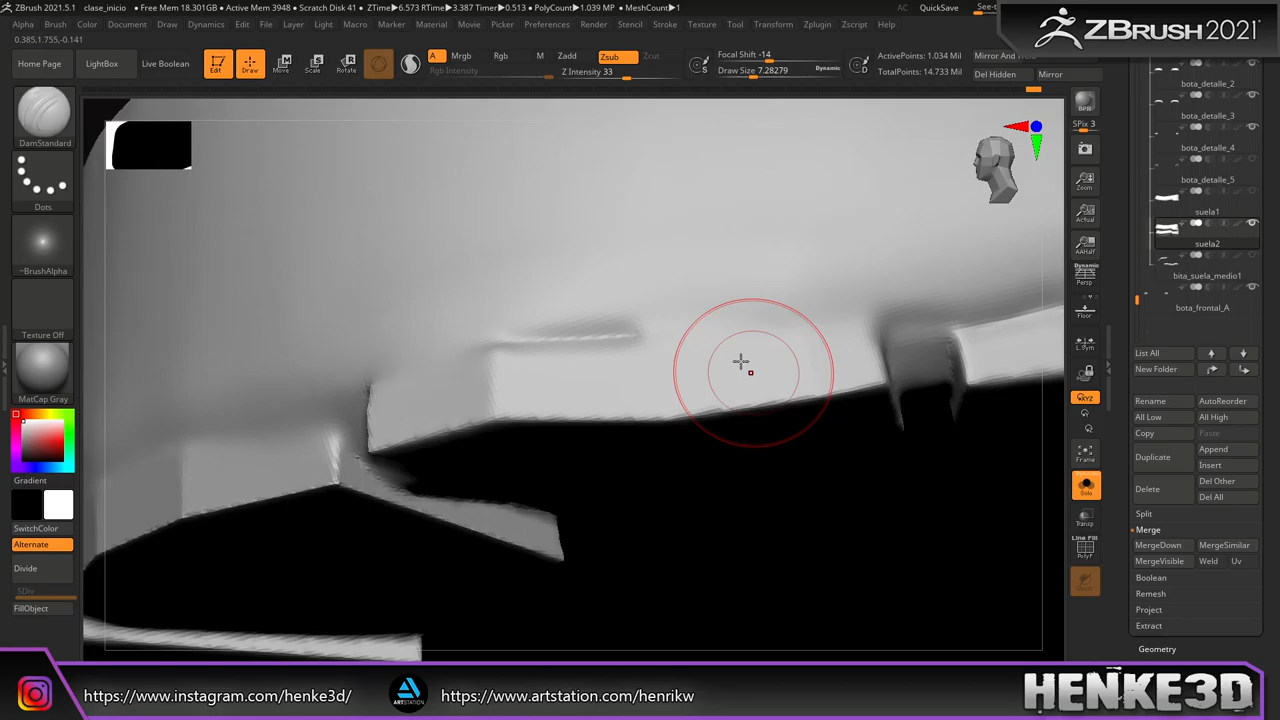 ZBrush 2021.5.1 clase_inicio • Free Mem 18.301GB • Active Mem 3948 • Scratch Disk 41 • ZTime▸6.573 RTime▸3.387 Timer▸0.513 • PolyCount▸1.039 MP • MeshCount▸1 AC QuickSave See-t
Alpha Brush Color Document Draw Dynamics Edit File Layer Light Macro Marker Material Movie Picker Preferences Render Stencil Stroke Texture Tool Transform Zplugin Zscript Help
ZBRUSH 2021
0.385,1.755,-0.141
Home Page LightBox Live Boolean Edit Draw Move Scale Rotate A Mrgb Rgb M Zadd Zsub Zcut
Rgb Intensity Z Intensity 33
Focal Shift -14
Draw Size 7.28279 Dynamic
S D
ActivePoints: 1.034 Mil
TotalPoints: 14.733 Mil
Del Hidden Mirror
DamStandard
Dots
~BrushAlpha
Texture Off
MatCap Gray
Gradient
SwitchColor
Alternate
Divide
SDiv
FillObject
BPR
SPix 3
Zoom
Actual
AAHalf
Dynamic
Persp
Floor
L.Sym
Frame
Solo
Transp
Line Fill
PolyF
bota_detalle_2
bota_detalle_3
bota_detalle_4
bota_detalle_5
suela1
suela2
bita_suela_medio1
bota_frontal_A
List All
New Folder
Rename AutoReorder
All Low All High
Copy Paste
Duplicate Append
Insert
Delete Del Other
Del All
Split
Merge
MergeDown MergeSimilar
MergeVisible Weld Uv
Boolean
Remesh
Project
Extract
Geometry
https://www.instagram.com/henke3d/ ARTSTATION https://www.artstation.com/henrikw HENKE3D